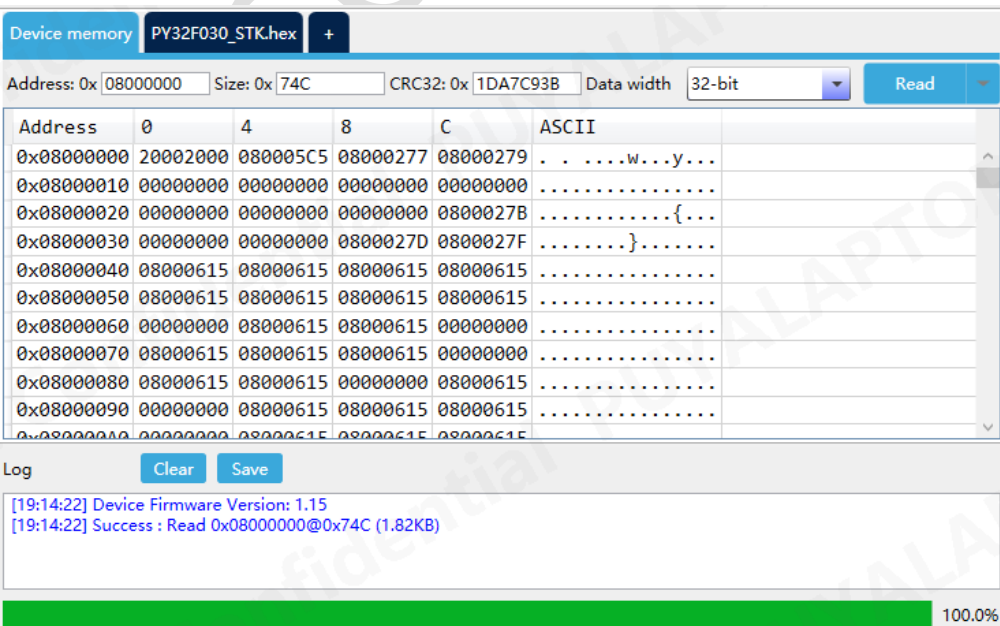 Device memory PY32F030_STK.hex +
Address: 0x 08000000 Size: 0x 74C CRC32: 0x 1DA7C93B Data width 32-bit Read
Address 0 4 8 C ASCII
0x08000000 20002000 080005C5 08000277 08000279 . . ....w...y...
0x08000010 00000000 00000000 00000000 00000000 ................
0x08000020 00000000 00000000 00000000 0800027B ............{...
0x08000030 00000000 00000000 0800027D 0800027F ........}.......
0x08000040 08000615 08000615 08000615 08000615 ................
0x08000050 08000615 08000615 08000615 08000615 ................
0x08000060 00000000 08000615 08000615 00000000 ................
0x08000070 08000615 08000615 08000615 00000000 ................
0x08000080 08000615 08000615 00000000 08000615 ................
0x08000090 00000000 08000615 08000615 08000615 ................
0x080000A0 00000000 08000615 08000615 08000615
Log Clear Save
[19:14:22] Device Firmware Version: 1.15
[19:14:22] Success : Read 0x08000000@0x74C (1.82KB)
100.0%